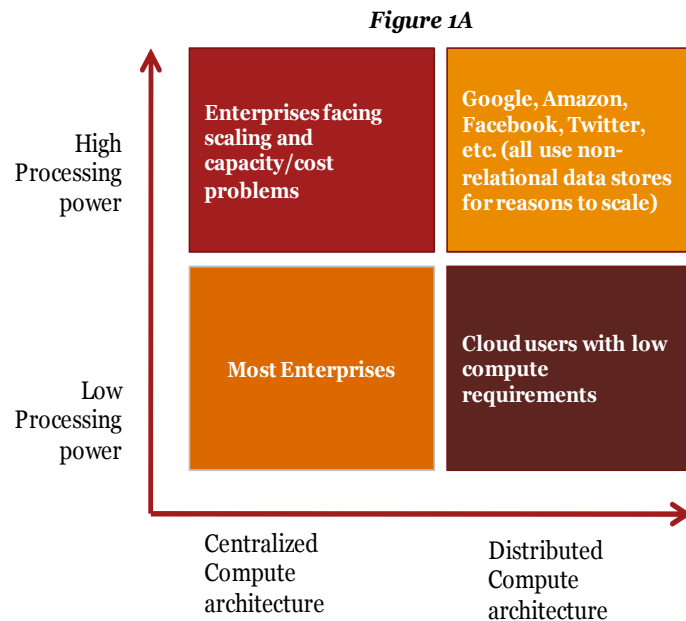 Figure 1A
High
Processing
power
Enterprises facing
scaling and
capacity/cost
problems
Google, Amazon,
Facebook, Twitter,
etc. (all use non-
relational data stores
for reasons to scale)
Low
Processing
power
Most Enterprises
Cloud users with low
compute
requirements
Centralized
Compute
architecture
Distributed
Compute
architecture